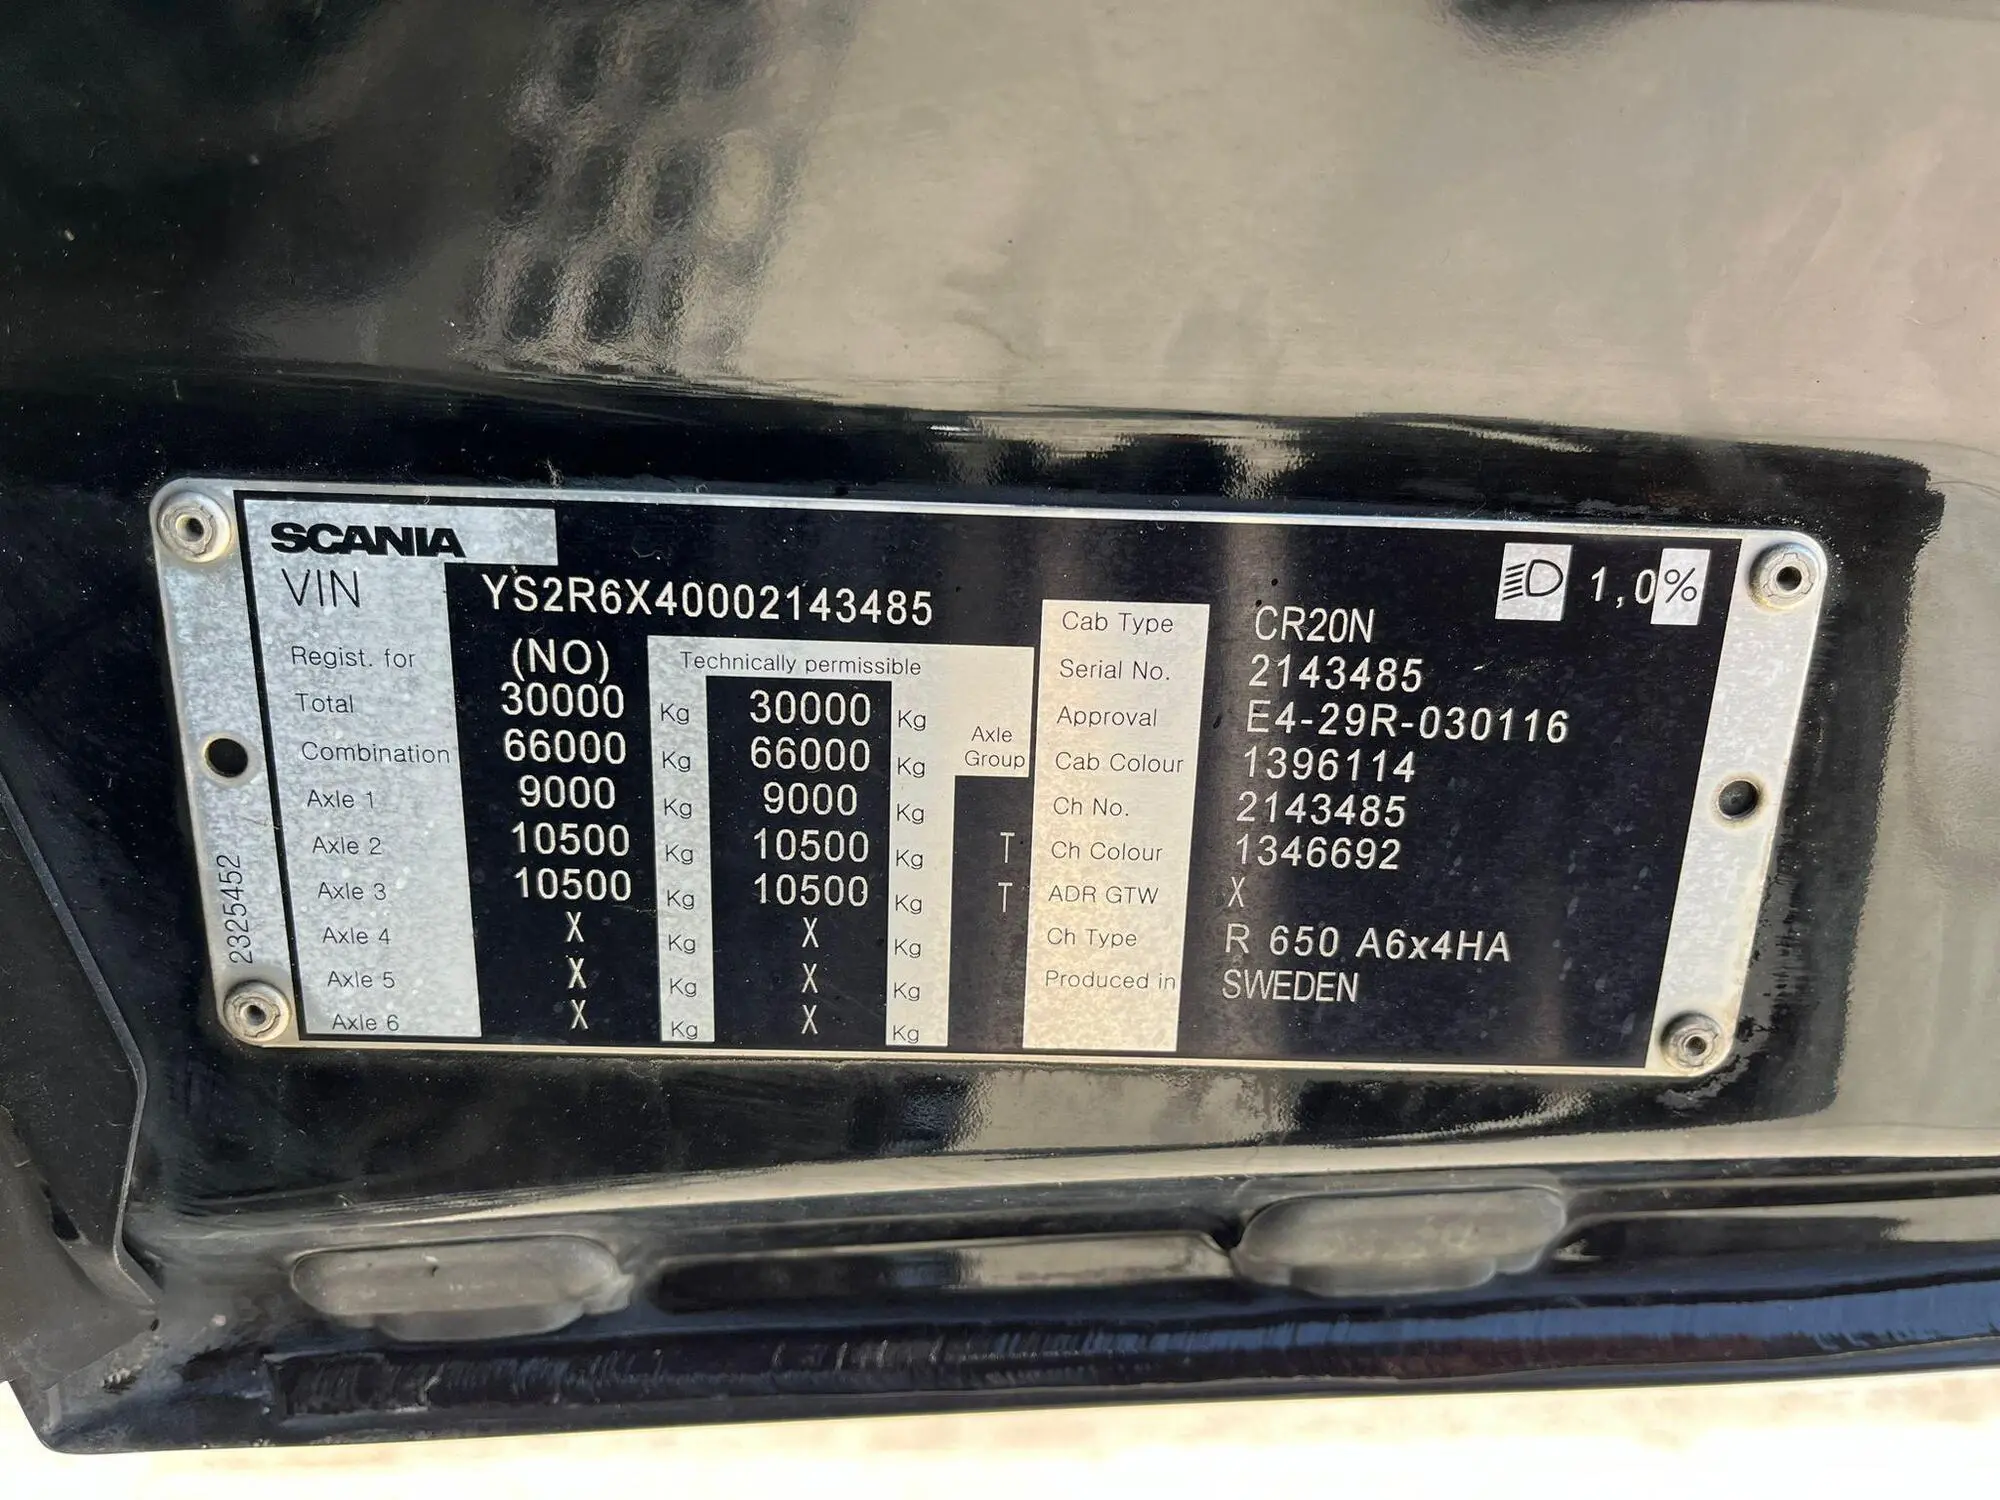 SCANIA
1,0%
VIN YS2R6X40002143485
Regist. for (NO) Technically permissible
Total 30000 Kg 30000 Kg
Combination 66000 Kg 66000 Kg Axle Group
Axle 1 9000 Kg 9000 Kg
Axle 2 10500 Kg 10500 Kg T
Axle 3 10500 Kg 10500 Kg T
Axle 4 X Kg X Kg
Axle 5 X Kg X Kg
Axle 6 X Kg X Kg
Cab Type CR20N
Serial No. 2143485
Approval E4-29R-030116
Cab Colour 1396114
Ch No. 2143485
Ch Colour 1346692
ADR GTW X
Ch Type R 650 A6x4HA
Produced in SWEDEN
2325452